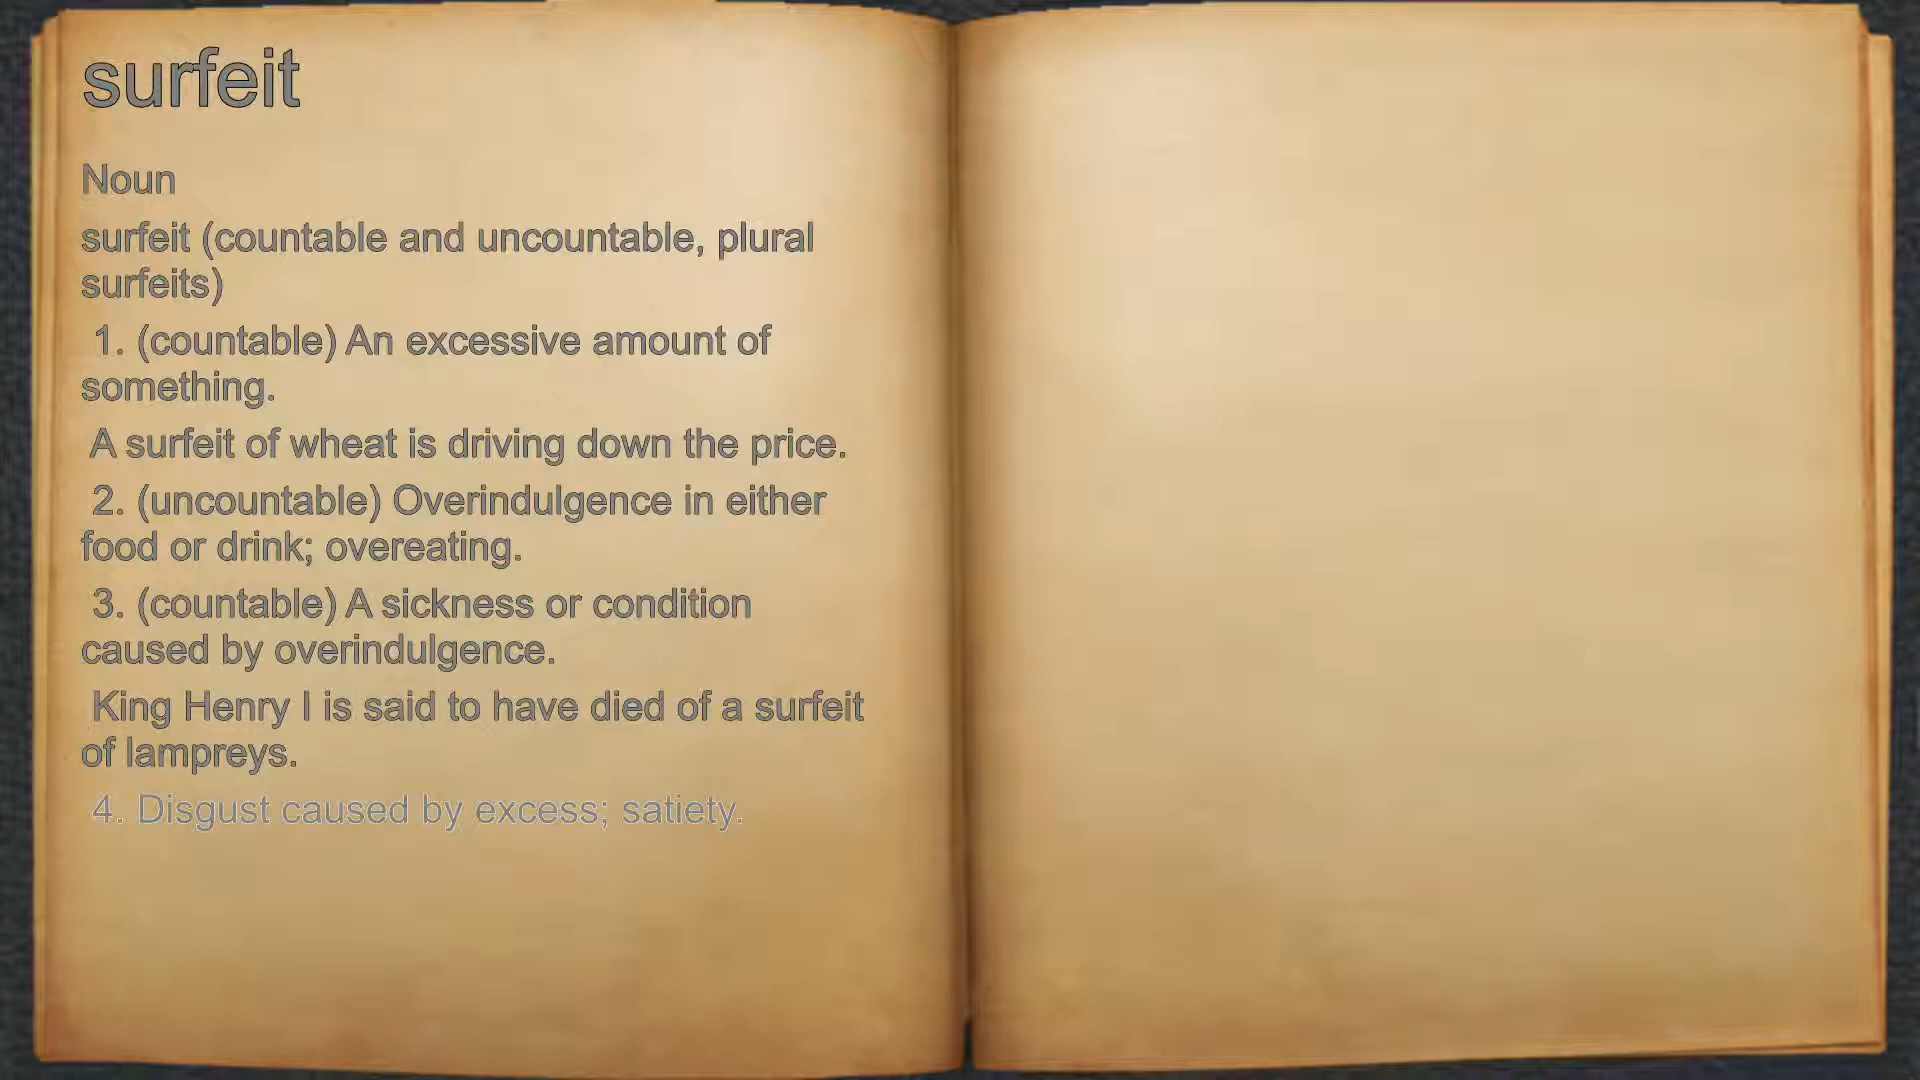 surfeit
Noun
surfeit (countable and uncountable, plural
surfeits)
1. (countable) An excessive amount of
something.
A surfeit of wheat is driving down the price.
2. (uncountable) Overindulgence in either
food or drink; overeating.
3. (countable) A sickness or condition
caused by overindulgence.
King Henry I is said to have died of a surfeit
of lampreys.
4. Disgust caused by excess; satiety.